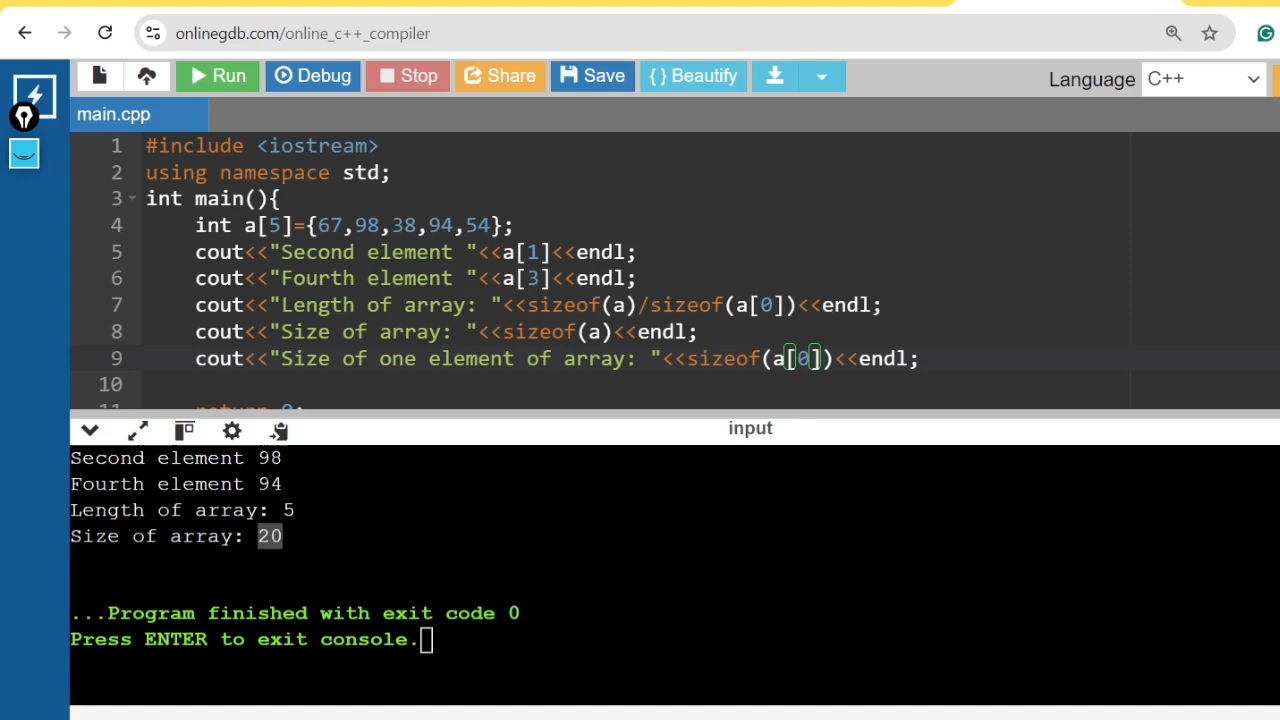 onlinegdb.com/online_c++_compiler
Run Debug Stop Share Save { } Beautify Language C++
main.cpp
1 #include <iostream>
2 using namespace std;
3 int main(){
4 int a[5]={67,98,38,94,54};
5 cout<<"Second element "<<a[1]<<endl;
6 cout<<"Fourth element "<<a[3]<<endl;
7 cout<<"Length of array: "<<sizeof(a)/sizeof(a[0])<<endl;
8 cout<<"Size of array: "<<sizeof(a)<<endl;
9 cout<<"Size of one element of array: "<<sizeof(a[0])<<endl;
10
11 return 0;
input
Second element 98
Fourth element 94
Length of array: 5
Size of array: 20
...Program finished with exit code 0
Press ENTER to exit console.